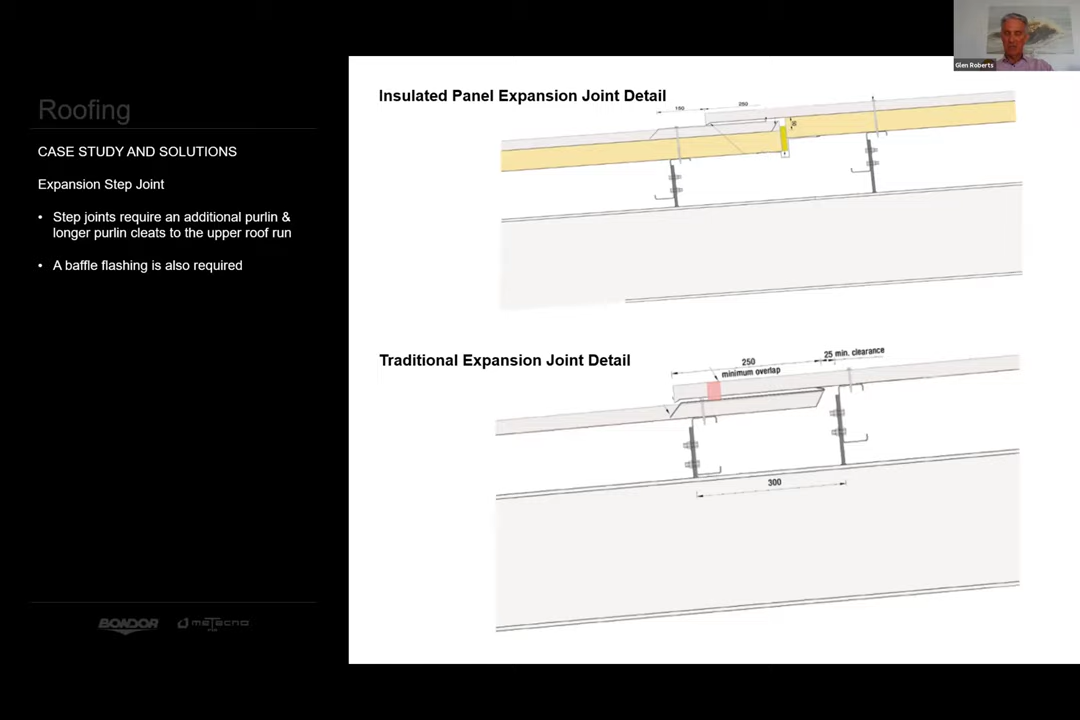 Glen Roberts
Roofing
CASE STUDY AND SOLUTIONS
Expansion Step Joint
• Step joints require an additional purlin &
longer purlin cleats to the upper roof run
• A baffle flashing is also required
BONDOR
metecno
Insulated Panel Expansion Joint Detail
150
250
Traditional Expansion Joint Detail
250
25 min. clearance
minimum overlap
300